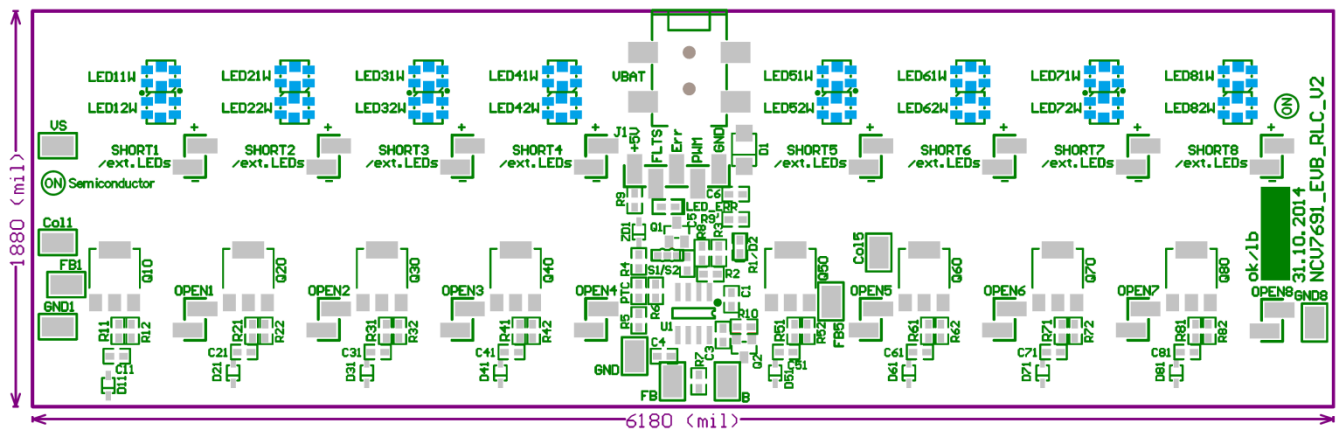 LED11W
LED21W
LED31W
LED41W
VBAT
LED51W
LED61W
LED71W
LED81W
LED12W
LED22W
LED32W
LED42W
LED52W
LED62W
LED72W
LED82W
ON
NCV7691_EVB_RLC_V2
31.10.2014
ok/lb
VS
+
+
+
+
J1
+5V
FLTS
Err
PWM
GND
D1
+
+
+
+
SHORT1
/ext.LEDs
SHORT2
/ext.LEDs
SHORT3
/ext.LEDs
SHORT4
/ext.LEDs
SHORT5
/ext.LEDs
SHORT6
/ext.LEDs
SHORT7
/ext.LEDs
SHORT8
/ext.LEDs
ON Semiconductor
R9
C6
LED_ERR
R9'
C5
Q1
ZD1
R8
R3
R1/D2
Col1
Col5
FB1
Q10
Q20
Q30
Q40
R4
S1/S2
R2
Q50
Q60
Q70
Q80
GND1
OPEN1
OPEN2
OPEN3
OPEN4
PTC
R6
C1
OPEN5
OPEN6
OPEN7
OPEN8
GND8
R5
U1
R10
FB5
R11
R12
R21
R22
R31
R32
R41
R42
R51
R52
R61
R62
R71
R72
R81
R82
C11
C21
C31
C41
C4
C3
Q2
C51
C61
C71
C81
D11
D21
D31
D41
GND
R7
D51
D61
D71
D81
FB
B
1880 (mil)
6180 (mil)